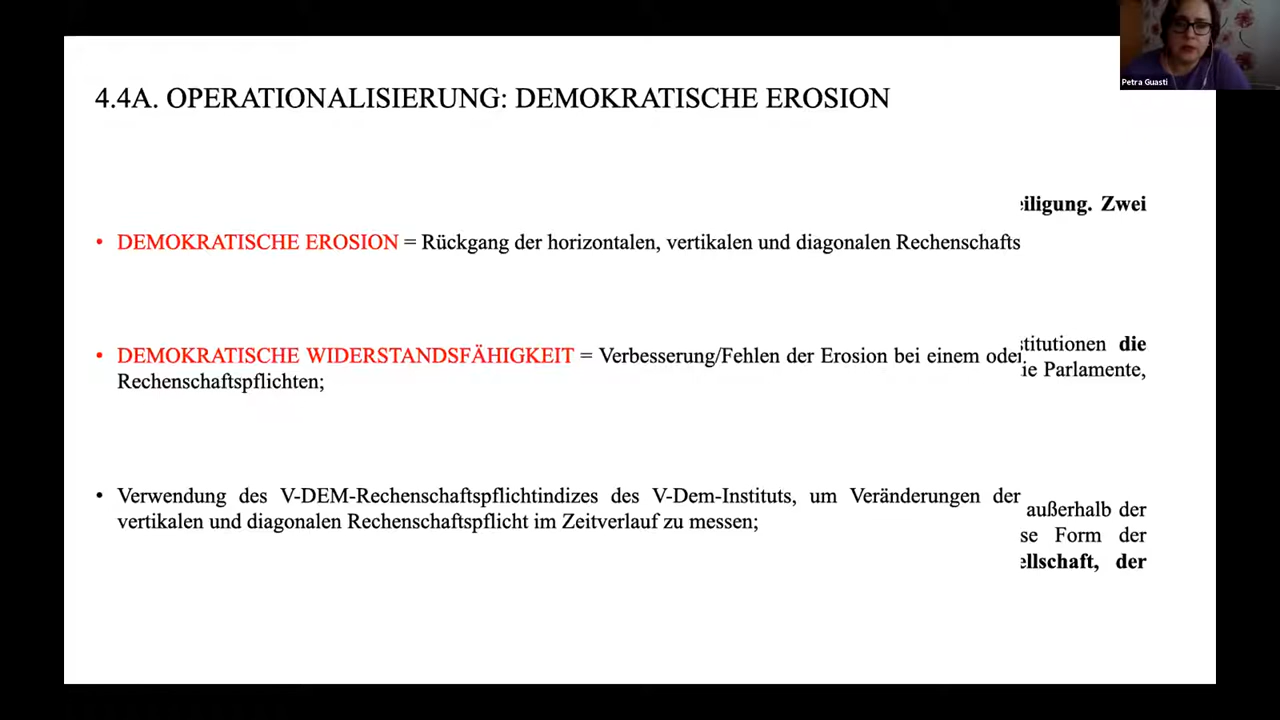 Petra Guasti
4.4A. OPERATIONALISIERUNG: DEMOKRATISCHE EROSION
eiligung. Zwei
• DEMOKRATISCHE EROSION = Rückgang der horizontalen, vertikalen und diagonalen Rechenschafts
stitutionen die
• DEMOKRATISCHE WIDERSTANDSFÄHIGKEIT = Verbesserung/Fehlen der Erosion bei einem oder
ie Parlamente,
Rechenschaftspflichten;
• Verwendung des V-DEM-Rechenschaftspflichtindizes des V-Dem-Instituts, um Veränderungen der
außerhalb der
vertikalen und diagonalen Rechenschaftspflicht im Zeitverlauf zu messen;
se Form der
ellschaft, der